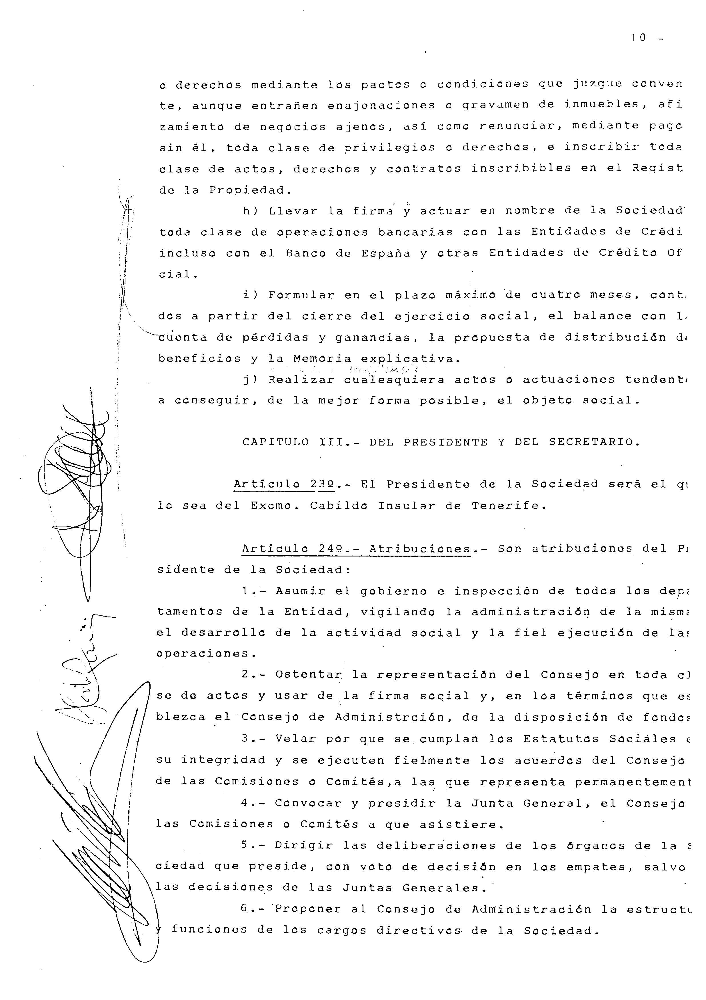 10 -
o derechos mediante los pactos o condiciones que juzgue conven
te, aunque entrañen enajenaciones o gravamen de inmuebles, afi
zamiento de negocios ajenos, así como renunciar, mediante pago
sin él, toda clase de privilegios o derechos, e inscribir toda
clase de actos, derechos y contratos inscribibles en el Regist
de la Propiedad.
h) Llevar la firma y actuar en nombre de la Sociedad
toda clase de operaciones bancarias con las Entidades de Crédi
incluso con el Banco de España y otras Entidades de Crédito Of
cial.
i) Formular en el plazo máximo de cuatro meses, cont
dos a partir del cierre del ejercicio social, el balance con l
cuenta de pérdidas y ganancias, la propuesta de distribución d
beneficios y la Memoria explicativa.
j) Realizar cualesquiera actos o actuaciones tendent
a conseguir, de la mejor forma posible, el objeto social.
CAPITULO III.- DEL PRESIDENTE Y DEL SECRETARIO.
Artículo 23º.- El Presidente de la Sociedad será el q
lo sea del Excmo. Cabildo Insular de Tenerife.
Artículo 24º.- Atribuciones.- Son atribuciones del P
sidente de la Sociedad:
1.- Asumir el gobierno e inspección de todos los dep
tamentos de la Entidad, vigilando la administración de la misma
el desarrollo de la actividad social y la fiel ejecución de las
operaciones.
2.- Ostentar la representación del Consejo en toda cl
se de actos y usar de la firma social y, en los términos que es
blezca el Consejo de Administrción, de la disposición de fondos
3.- Velar por que se cumplan los Estatutos Sociales e
su integridad y se ejecuten fielmente los acuerdos del Consejo
de las Comisiones o Comités,a las que representa permanentement
4.- Convocar y presidir la Junta General, el Consejo
las Comisiones o Comités a que asistiere.
5.- Dirigir las deliberaciones de los órganos de la S
ciedad que preside, con voto de decisión en los empates, salvo
las decisiones de las Juntas Generales.
6.- Proponer al Consejo de Administración la estructu
y funciones de los cargos directivos de la Sociedad.